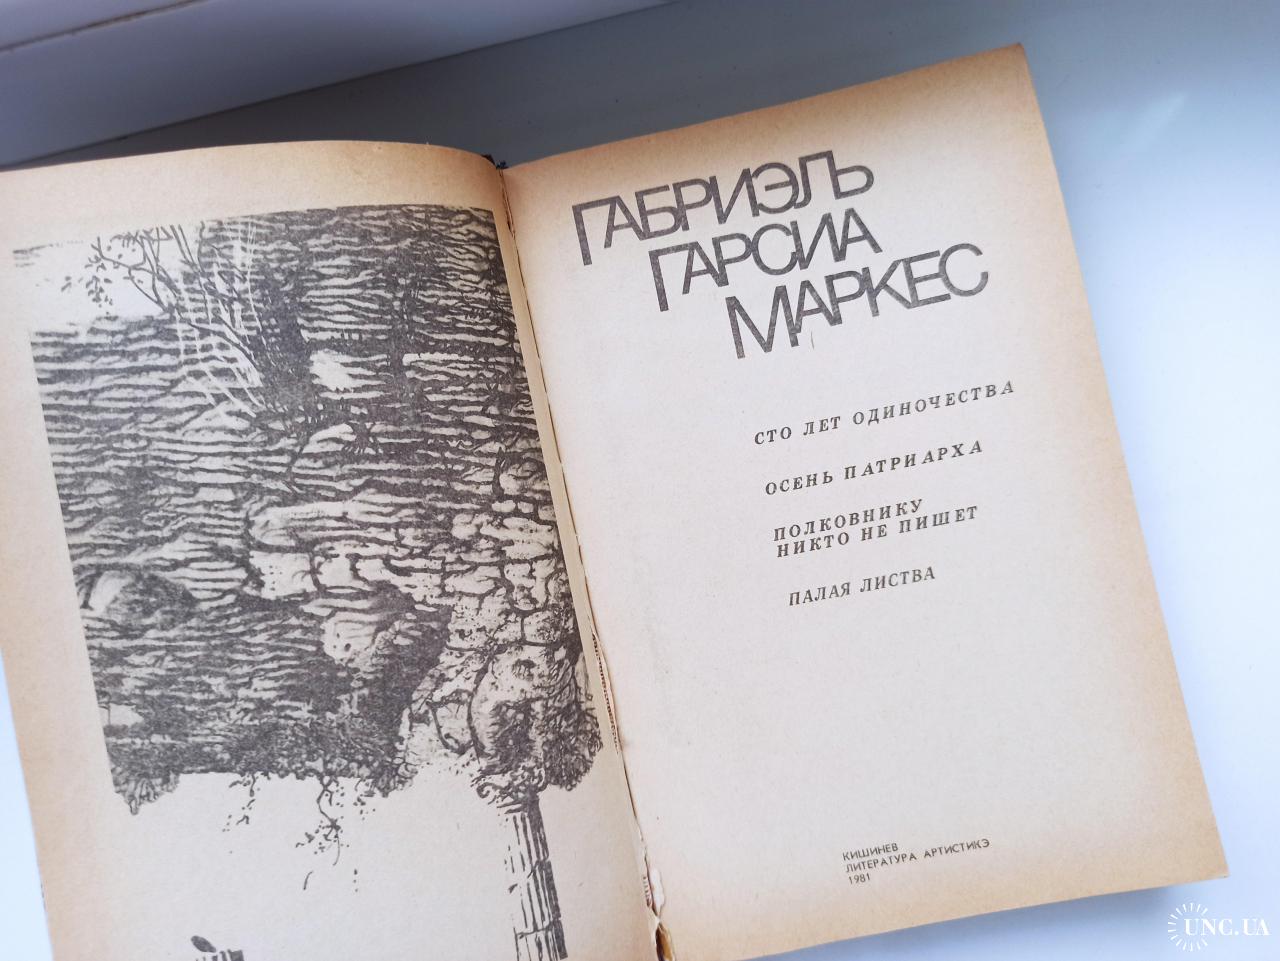 ГАБРИЭЛЬ
ГАРСИА
МАРКЕС
СТО ЛЕТ ОДИНОЧЕСТВА
ОСЕНЬ ПАТРИАРХА
ПОЛКОВНИКУ
НИКТО НЕ ПИШЕТ
ПАЛАЯ ЛИСТВА
КИШИНЕВ
ЛИТЕРАТУРА АРТИСТИКЭ
1981
UNC.UA